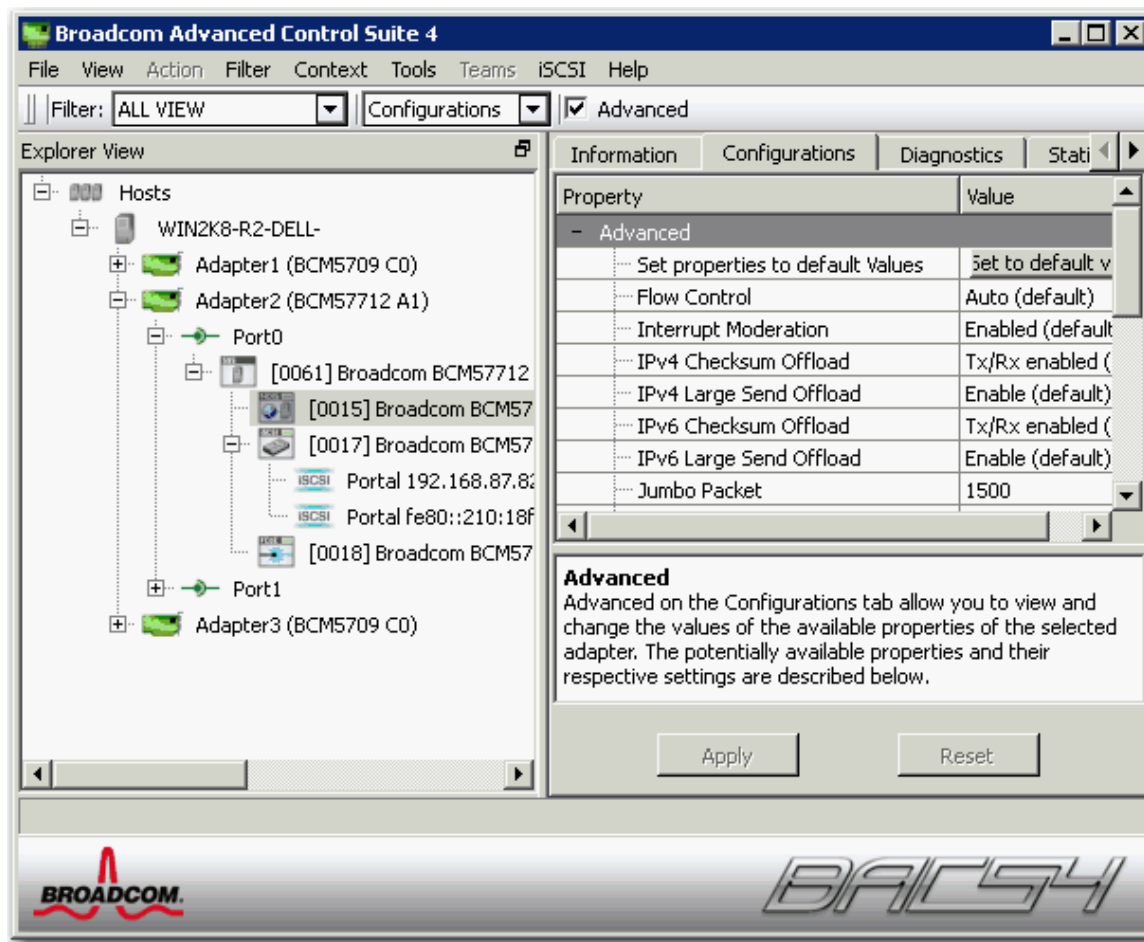 Broadcom Advanced Control Suite 4
File View Action Filter Context Tools Teams iSCSI Help
Filter: ALL VIEW Configurations Advanced
Explorer View
Hosts
WIN2K8-R2-DELL-
Adapter1 (BCM5709 C0)
Adapter2 (BCM57712 A1)
Port0
[0061] Broadcom BCM57712
[0015] Broadcom BCM57
[0017] Broadcom BCM57
iSCSI Portal 192.168.87.82
iSCSI Portal fe80::210:18f
[0018] Broadcom BCM57
Port1
Adapter3 (BCM5709 C0)
Information Configurations Diagnostics Stati
Property Value
Advanced
Set properties to default Values Set to default v
Flow Control Auto (default)
Interrupt Moderation Enabled (default
IPv4 Checksum Offload Tx/Rx enabled (
IPv4 Large Send Offload Enable (default)
IPv6 Checksum Offload Tx/Rx enabled (
IPv6 Large Send Offload Enable (default)
Jumbo Packet 1500
Advanced
Advanced on the Configurations tab allow you to view and
change the values of the available properties of the selected
adapter. The potentially available properties and their
respective settings are described below.
Apply Reset
BROADCOM.
BACS4